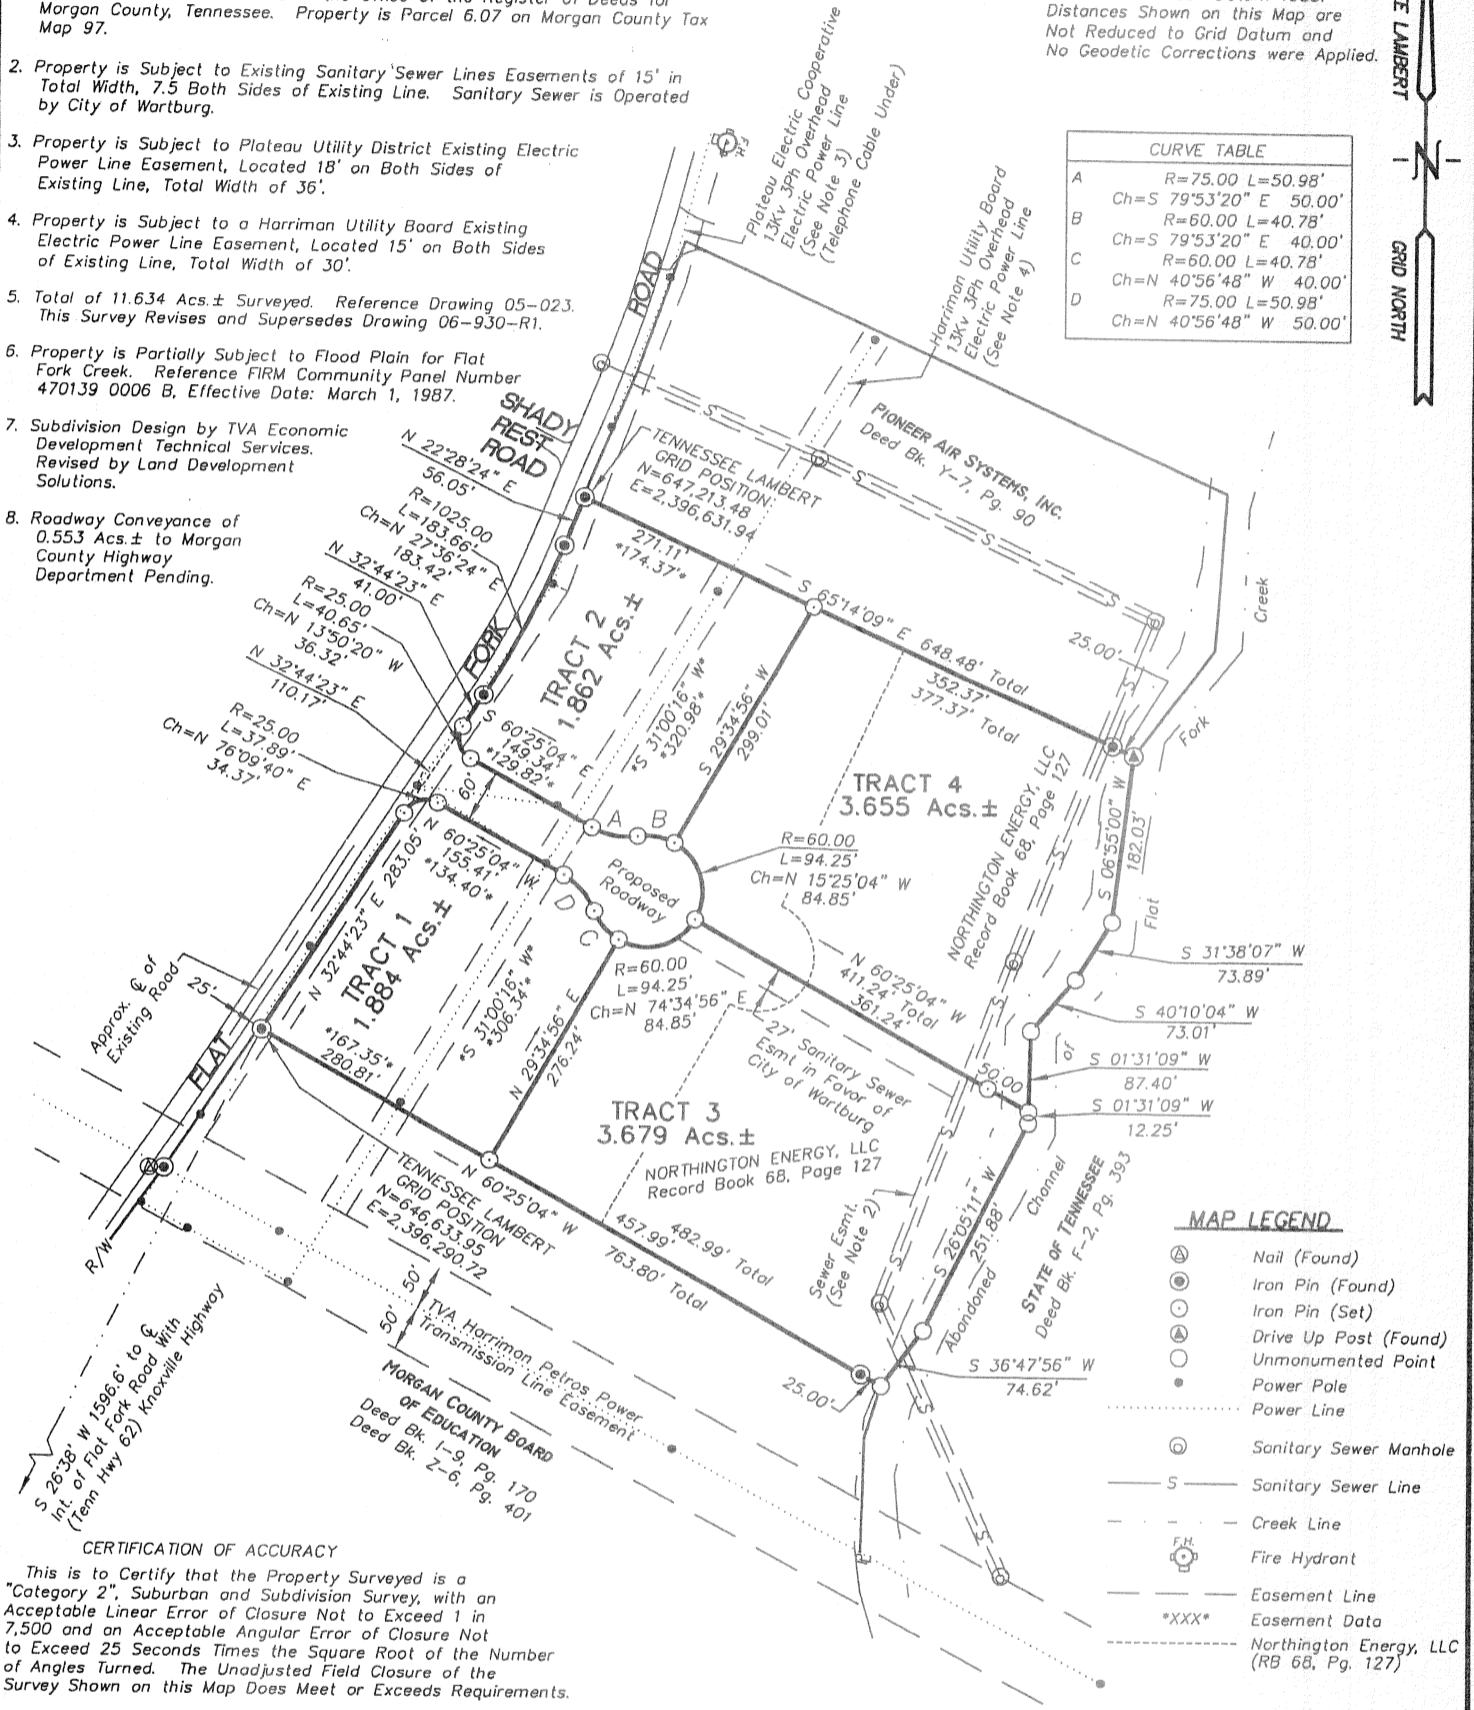 Morgan County, Tennessee. Property is Parcel 6.07 on Morgan County Tax
Map 97.
2. Property is Subject to Existing Sanitary Sewer Lines Easements of 15' in
Total Width, 7.5 Both Sides of Existing Line. Sanitary Sewer is Operated
by City of Wartburg.
3. Property is Subject to Plateau Utility District Existing Electric
Power Line Easement, Located 18' on Both Sides of
Existing Line, Total Width of 36'.
4. Property is Subject to a Harriman Utility Board Existing
Electric Power Line Easement, Located 15' on Both Sides
of Existing Line, Total Width of 30'.
5. Total of 11.634 Acs.± Surveyed. Reference Drawing 05-023.
This Survey Revises and Supersedes Drawing 06-930-R1.
6. Property is Partially Subject to Flood Plain for Flat
Fork Creek. Reference FIRM Community Panel Number
470139 0006 B, Effective Date: March 1, 1987.
7. Subdivision Design by TVA Economic
Development Technical Services.
Revised by Land Development
Solutions.
8. Roadway Conveyance of
0.553 Acs.± to Morgan
County Highway
Department Pending.
Distances Shown on this Map are
Not Reduced to Grid Datum and
No Geodetic Corrections were Applied.
LAMBERT
N
GRID NORTH
CURVE TABLE
A R=75.00 L=50.98'
Ch=S 79°53'20" E 50.00'
B R=60.00 L=40.78'
Ch=S 79°53'20" E 40.00'
C R=60.00 L=40.78'
Ch=N 40°56'48" W 40.00'
D R=75.00 L=50.98'
Ch=N 40°56'48" W 50.00'
F.H.
Plateau Electric Cooperative
13Kv 3Ph Overhead
Electric Power Line
(See Note 3)
(Telephone Cable Under)
Harriman Utility Board
13Kv 3Ph Overhead
Electric Power Line
(See Note 4)
ROAD
SHADY
REST
ROAD
PIONEER AIR SYSTEMS, INC.
Deed Bk. Y-7, Pg. 90
S
S
S
S
S
TENNESSEE LAMBERT
GRID POSITION:
N=647,213.48
E=2,396,631.94
N 22°28'24" E
56.05'
R=1025.00
L=183.66'
Ch=N 27°36'24" E
183.42'
N 32°44'23" E
41.00'
R=25.00
L=40.65'
Ch=N 13°50'20" W
36.32'
N 32°44'23" E
110.17'
R=25.00
L=37.89'
Ch=N 76°09'40" E
34.37'
FORK
271.11'
*174.37'*
S 65°14'09" E 648.48' Total
352.37'
377.37' Total
25.00'
Creek
Fork
TRACT 2
1.862 Acs.±
*S 31°00'16" W*
*320.98'*
S 29°34'56" W
299.01'
S 60°25'04" E
149.34'
*129.82'*
60'
TRACT 4
3.655 Acs.±
NORTHINGTON ENERGY, LLC
Record Book 68, Page 127
S 06°55'00" W
182.03'
Flat
A
B
Proposed
Roadway
D
C
R=60.00
L=94.25'
Ch=N 15°25'04" W
84.85'
N 60°25'04" W
155.41'
*134.40'*
N 32°44'23" E 283.05'
TRACT 1
1.884 Acs.±
*S 31°00'16" W*
*306.34'*
R=60.00
L=94.25'
Ch=N 74°34'56" E
84.85'
N 29°34'56" E
276.24'
N 60°25'04" W
411.24' Total
361.24'
50.00
27' Sanitary Sewer
Esmt in Favor of
City of Wartburg
S 31°38'07" W
73.89'
S 40°10'04" W
73.01'
of
S 01°31'09" W
87.40'
S 01°31'09" W
12.25'
Approx. ℄ of
Existing Road
25'
FLAT
R/W
*167.35'*
280.81'
TRACT 3
3.679 Acs.±
NORTHINGTON ENERGY, LLC
Record Book 68, Page 127
TENNESSEE LAMBERT
GRID POSITION
N=646,633.95
E=2,396,290.72
N 60°25'04" W
457.99'
482.99' Total
763.80' Total
Sewer Esmt.
(See Note 2)
S 26°05'11" W
251.88'
Abandoned Channel
STATE OF TENNESSEE
Deed Bk. F-2, Pg. 393
S 36°47'56" W
74.62'
25.00'
50'
50'
TVA Harriman Petros Power
Transmission Line Easement
MORGAN COUNTY BOARD
OF EDUCATION
Deed Bk. I-9, Pg. 170
Deed Bk. Z-6, Pg. 401
S 26°38' W 1596.6' to ℄
Int. of Flat Fork Road With
(Tenn Hwy 62) Knoxville Highway
MAP LEGEND
Nail (Found)
Iron Pin (Found)
Iron Pin (Set)
Drive Up Post (Found)
Unmonumented Point
Power Pole
Power Line
Sanitary Sewer Manhole
S Sanitary Sewer Line
Creek Line
F.H.
Fire Hydrant
Easement Line
*XXX* Easement Data
Northington Energy, LLC
(RB 68, Pg. 127)
CERTIFICATION OF ACCURACY
This is to Certify that the Property Surveyed is a
"Category 2", Suburban and Subdivision Survey, with an
Acceptable Linear Error of Closure Not to Exceed 1 in
7,500 and an Acceptable Angular Error of Closure Not
to Exceed 25 Seconds Times the Square Root of the Number
of Angles Turned. The Unadjusted Field Closure of the
Survey Shown on this Map Does Meet or Exceeds Requirements.